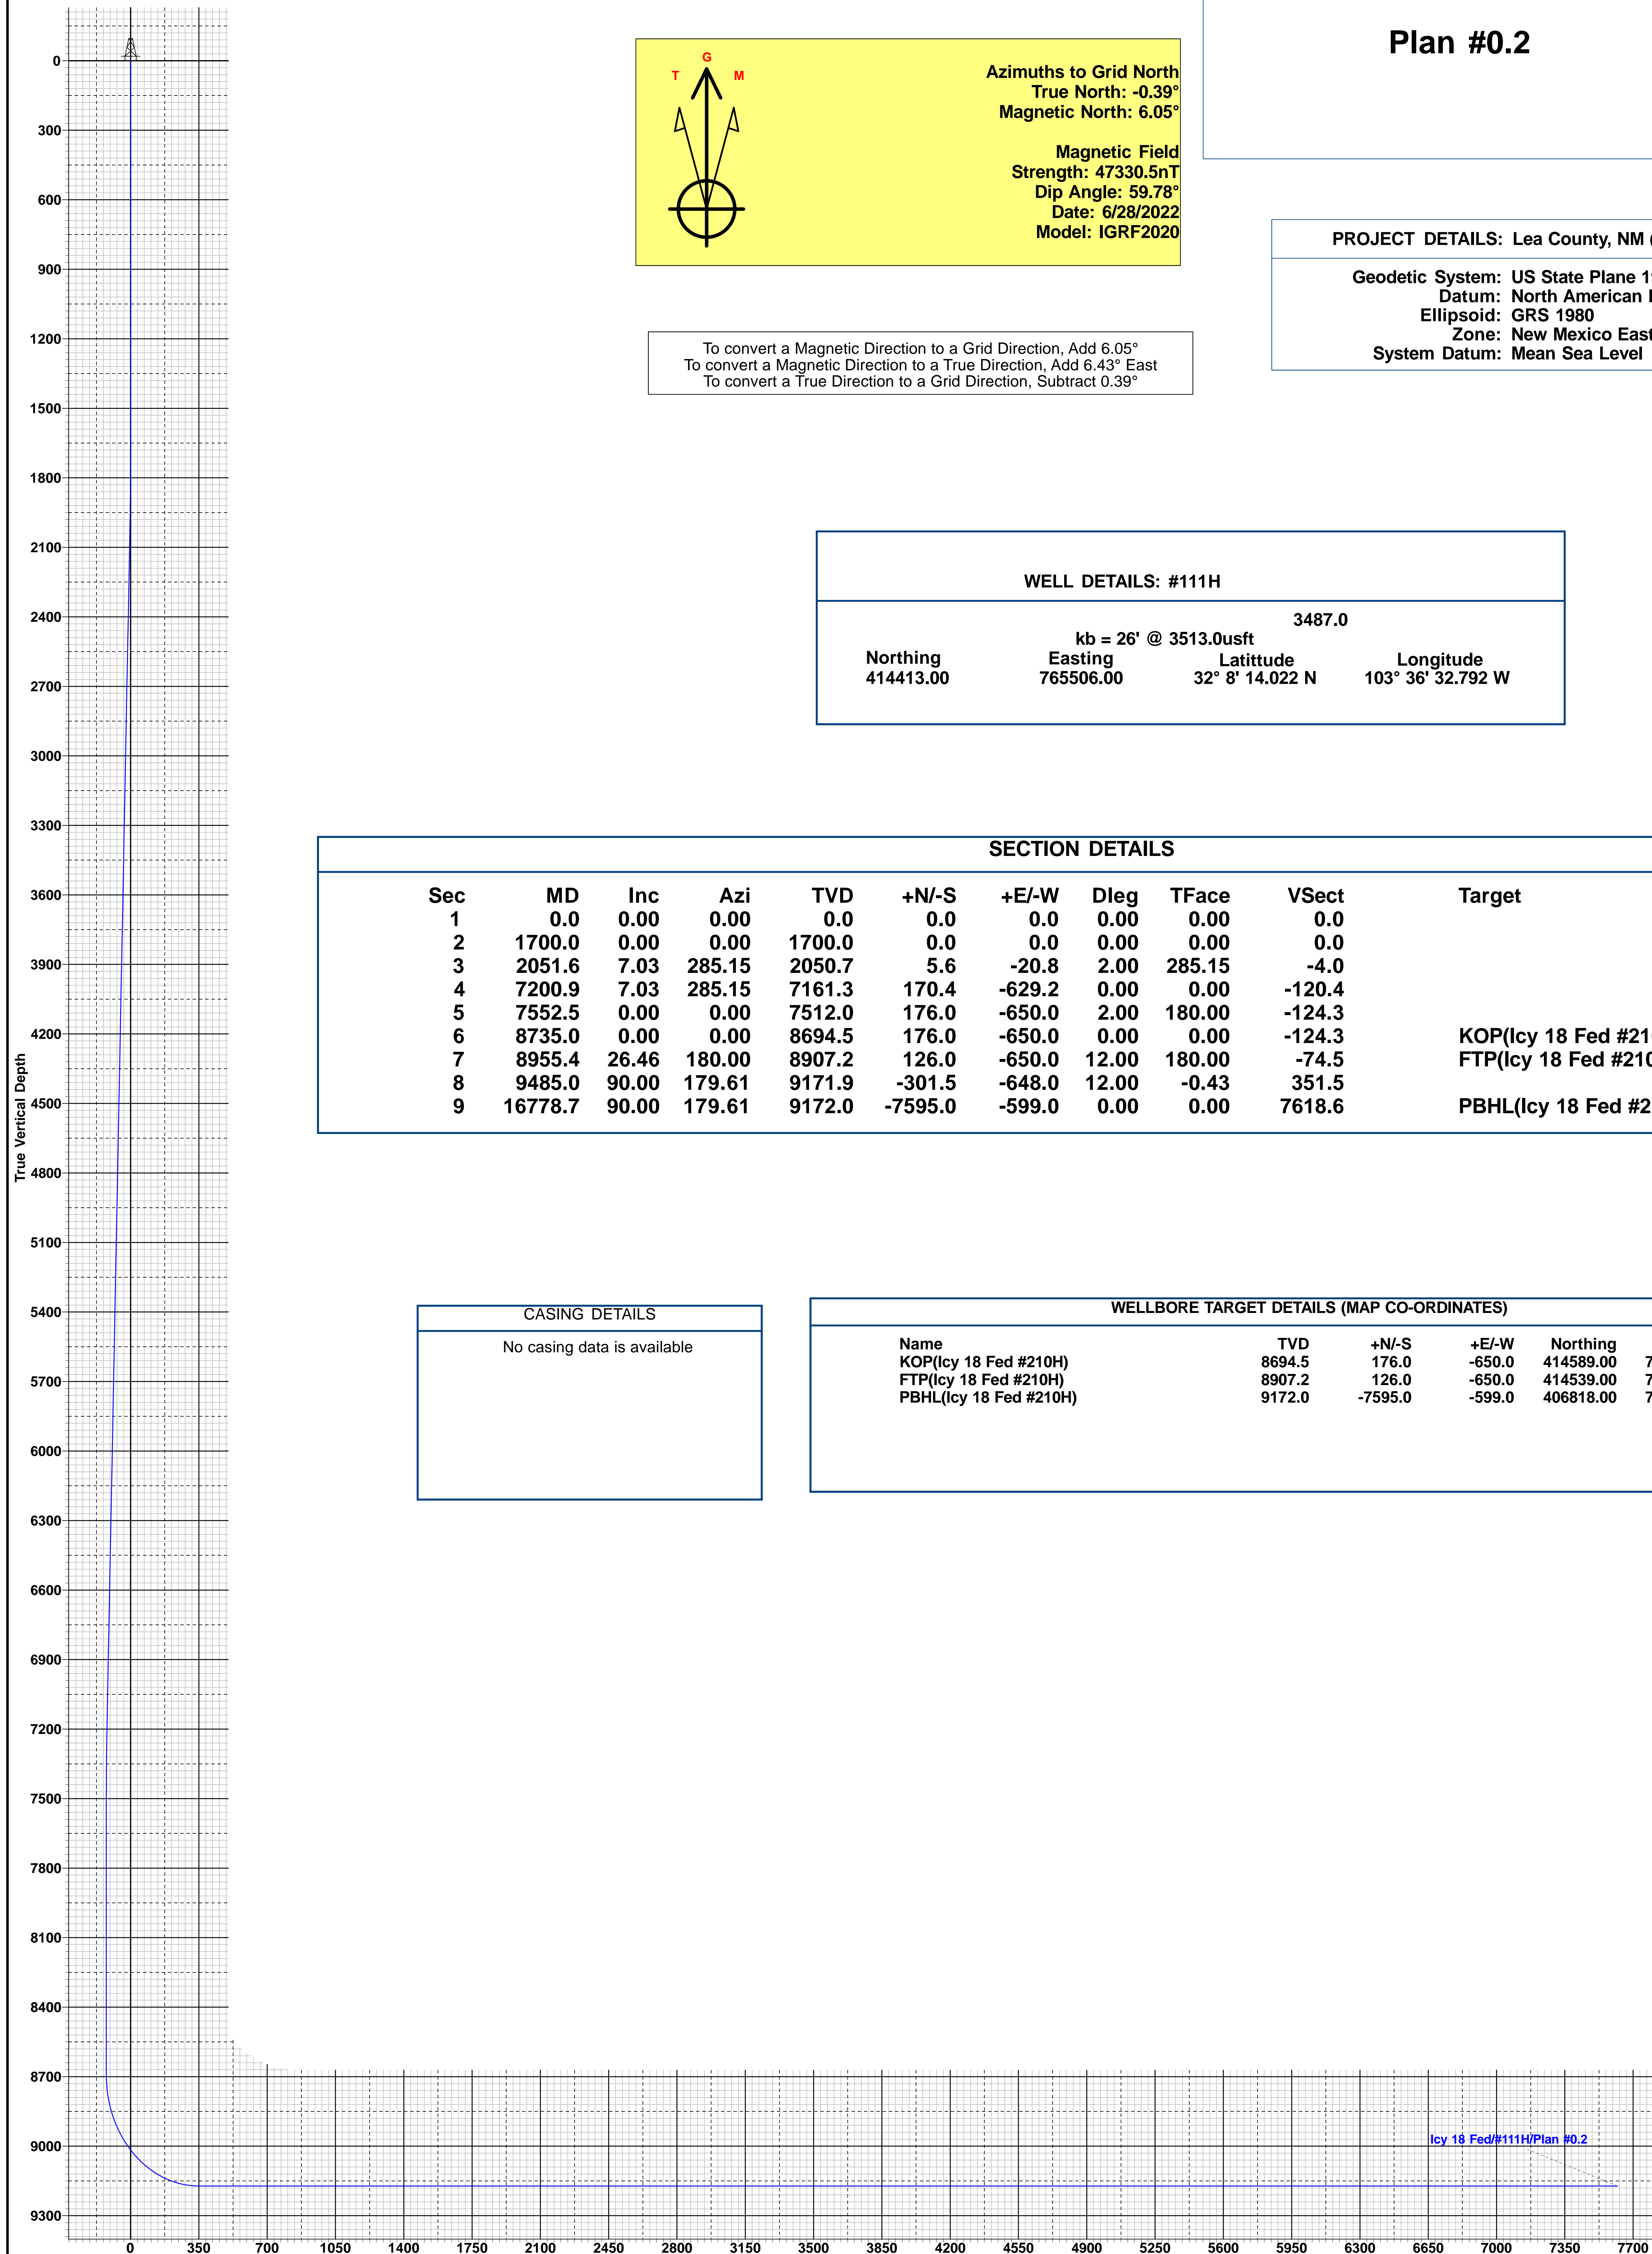 Plan #0.2
G
T M
Azimuths to Grid North
True North: -0.39°
Magnetic North: 6.05°
Magnetic Field
Strength: 47330.5nT
Dip Angle: 59.78°
Date: 6/28/2022
Model: IGRF2020
PROJECT DETAILS: Lea County, NM
Geodetic System: US State Plane
Datum: North American
Ellipsoid: GRS 1980
Zone: New Mexico East
System Datum: Mean Sea Level
To convert a Magnetic Direction to a Grid Direction, Add 6.05°
To convert a Magnetic Direction to a True Direction, Add 6.43° East
To convert a True Direction to a Grid Direction, Subtract 0.39°
WELL DETAILS: #111H
3487.0
kb = 26' @ 3513.0usft
Northing Easting Latittude Longitude
414413.00 765506.00 32° 8' 14.022 N 103° 36' 32.792 W
SECTION DETAILS
Sec MD Inc Azi TVD +N/-S +E/-W Dleg TFace VSect Target
1 0.0 0.00 0.00 0.0 0.0 0.0 0.00 0.00 0.0
2 1700.0 0.00 0.00 1700.0 0.0 0.0 0.00 0.00 0.0
3 2051.6 7.03 285.15 2050.7 5.6 -20.8 2.00 285.15 -4.0
4 7200.9 7.03 285.15 7161.3 170.4 -629.2 0.00 0.00 -120.4
5 7552.5 0.00 0.00 7512.0 176.0 -650.0 2.00 180.00 -124.3
6 8735.0 0.00 0.00 8694.5 176.0 -650.0 0.00 0.00 -124.3 KOP(Icy 18 Fed #21
7 8955.4 26.46 180.00 8907.2 126.0 -650.0 12.00 180.00 -74.5 FTP(Icy 18 Fed #210
8 9485.0 90.00 179.61 9171.9 -301.5 -648.0 12.00 -0.43 351.5
9 16778.7 90.00 179.61 9172.0 -7595.0 -599.0 0.00 0.00 7618.6 PBHL(Icy 18 Fed #2
CASING DETAILS
No casing data is available
WELLBORE TARGET DETAILS (MAP CO-ORDINATES)
Name TVD +N/-S +E/-W Northing
KOP(Icy 18 Fed #210H) 8694.5 176.0 -650.0 414589.00 7
FTP(Icy 18 Fed #210H) 8907.2 126.0 -650.0 414539.00 7
PBHL(Icy 18 Fed #210H) 9172.0 -7595.0 -599.0 406818.00 7
True Vertical Depth
0
300
600
900
1200
1500
1800
2100
2400
2700
3000
3300
3600
3900
4200
4500
4800
5100
5400
5700
6000
6300
6600
6900
7200
7500
7800
8100
8400
8700
9000
9300
Icy 18 Fed/#111H/Plan #0.2
0 350 700 1050 1400 1750 2100 2450 2800 3150 3500 3850 4200 4550 4900 5250 5600 5950 6300 6650 7000 7350 7700